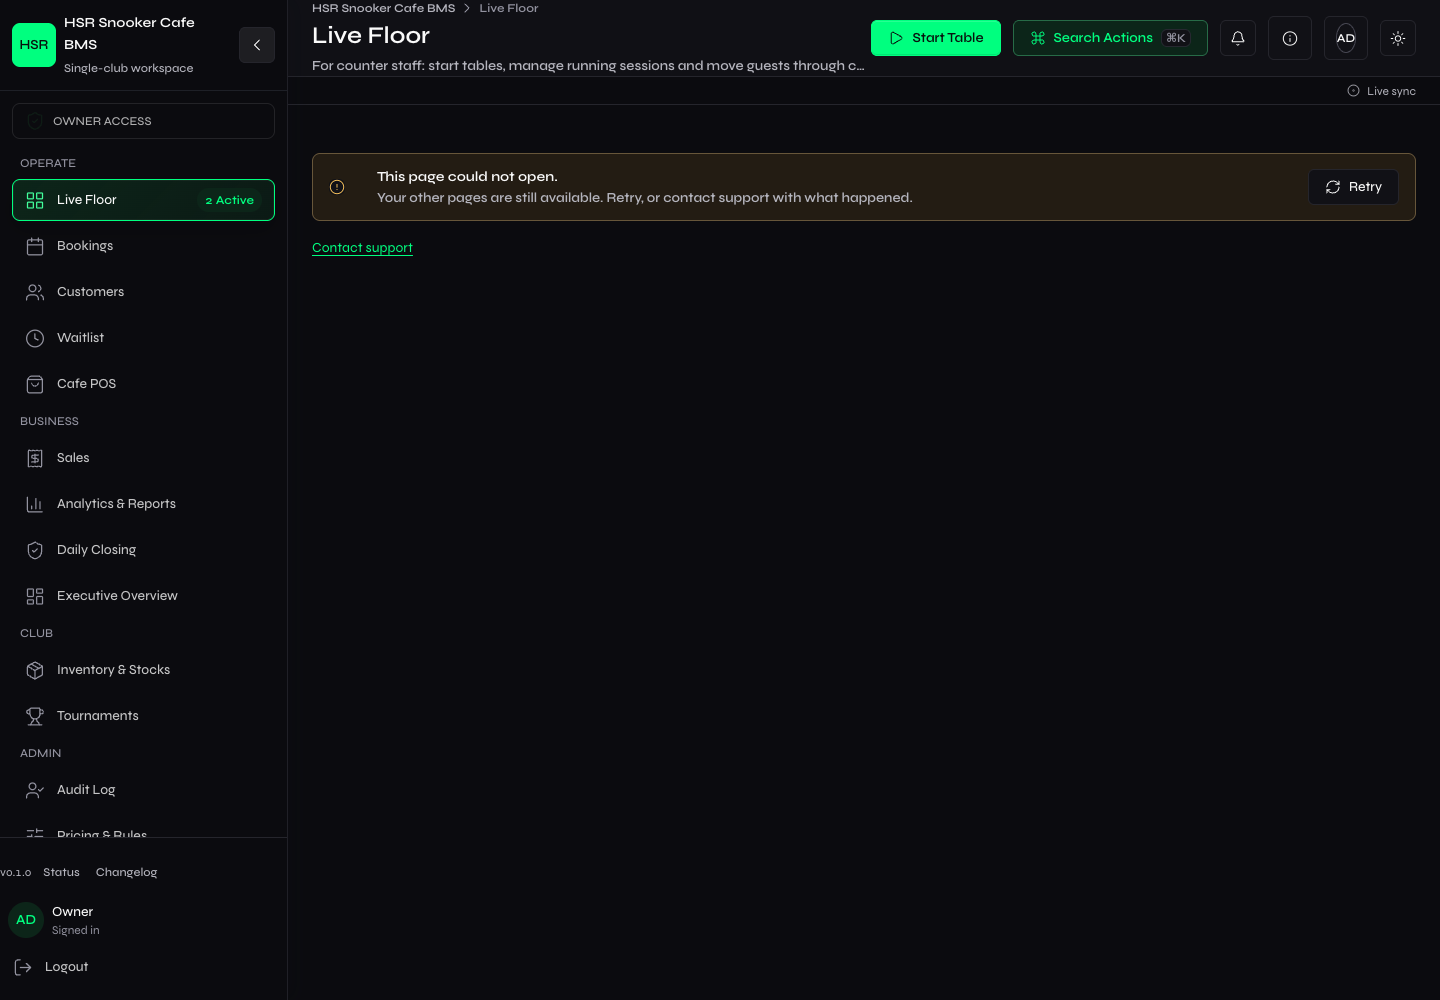 HSR
HSR Snooker Cafe
BMS
Single-club workspace
OWNER ACCESS
OPERATE
Live Floor
2 Active
Bookings
Customers
Waitlist
Cafe POS
BUSINESS
Sales
Analytics & Reports
Daily Closing
Executive Overview
CLUB
Inventory & Stocks
Tournaments
ADMIN
Audit Log
Pricing & Rules
v0.1.0 Status Changelog
AD
Owner
Signed in
Logout
HSR Snooker Cafe BMS > Live Floor
Live Floor
For counter staff: start tables, manage running sessions and move guests through c...
Start Table
Search Actions ⌘K
AD
Live sync
This page could not open.
Your other pages are still available. Retry, or contact support with what happened.
Retry
Contact support